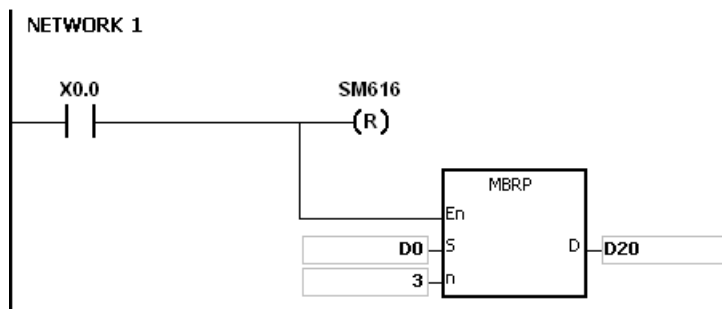 NETWORK 1
X0.0 SM616
(R)
MBRP
En
D0 S D D20
3 n